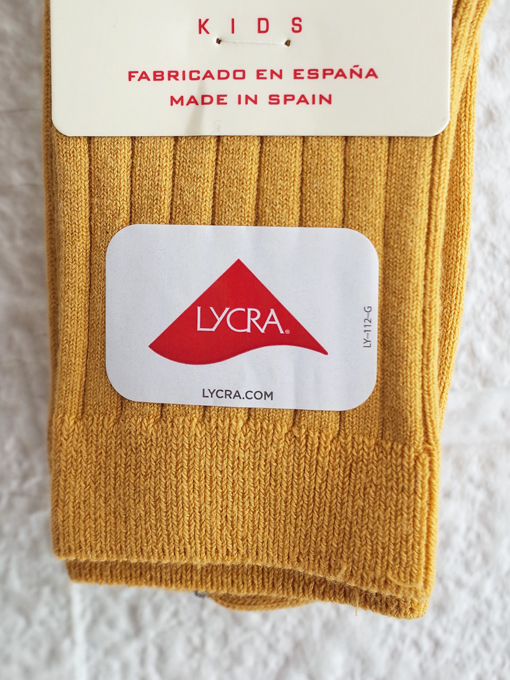 KIDS
FABRICADO EN ESPAÑA
MADE IN SPAIN
LYCRA®
LY-112-G
LYCRA.COM